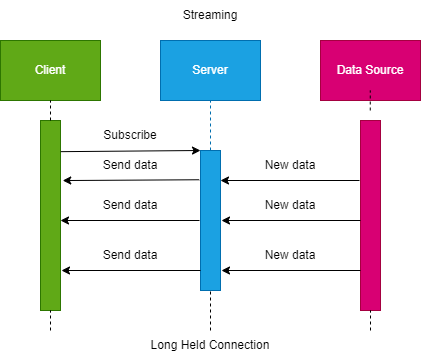 Streaming
Client
Server
Data Source
Subscribe
Send data
New data
Send data
New data
Send data
New data
Long Held Connection